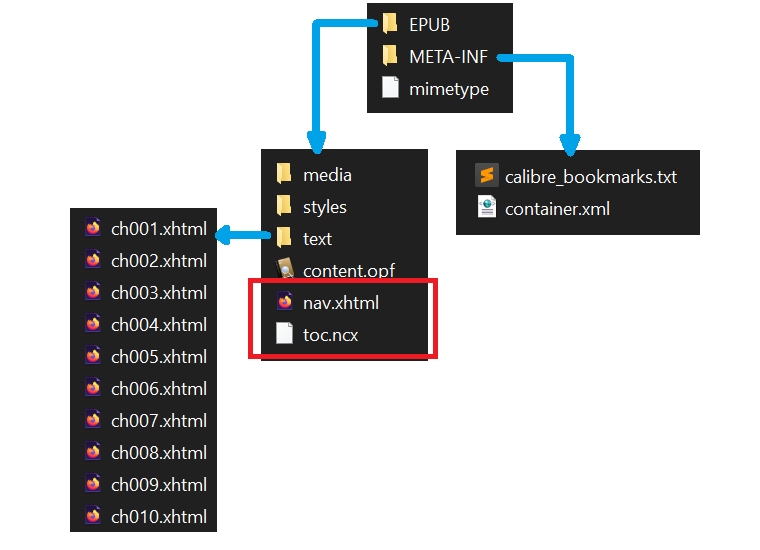 EPUB
META-INF
mimetype
media
styles
text
content.opf
nav.xhtml
toc.ncx
calibre_bookmarks.txt
container.xml
ch001.xhtml
ch002.xhtml
ch003.xhtml
ch004.xhtml
ch005.xhtml
ch006.xhtml
ch007.xhtml
ch008.xhtml
ch009.xhtml
ch010.xhtml